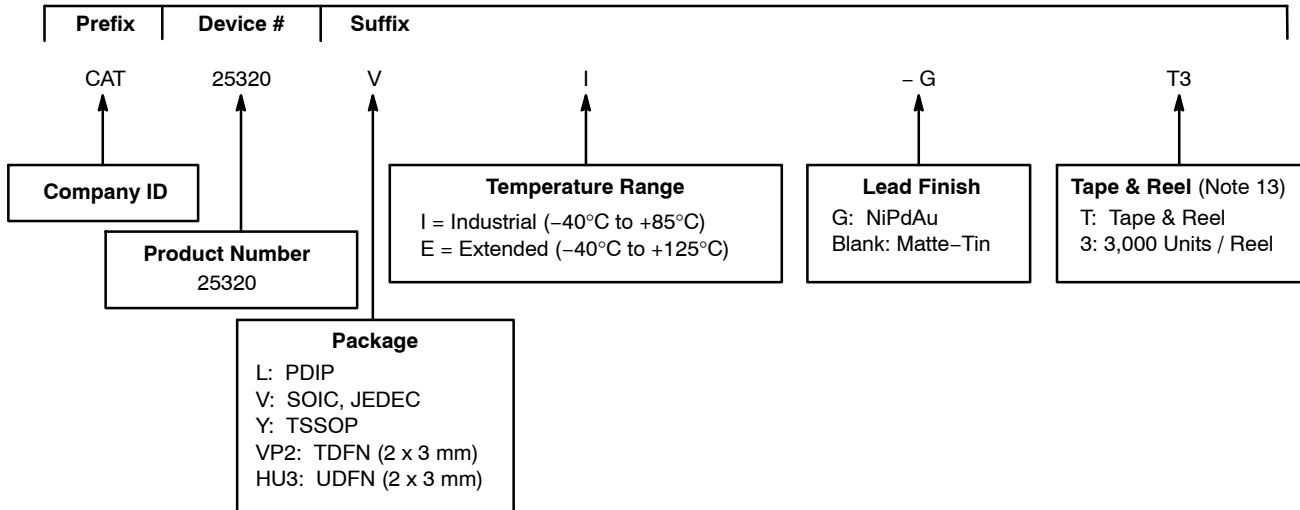 Prefix Device # Suffix
CAT 25320 V I – G T3
Company ID
Product Number
25320
Package
L: PDIP
V: SOIC, JEDEC
Y: TSSOP
VP2: TDFN (2 x 3 mm)
HU3: UDFN (2 x 3 mm)
Temperature Range
I = Industrial (−40°C to +85°C)
E = Extended (−40°C to +125°C)
Lead Finish
G: NiPdAu
Blank: Matte−Tin
Tape & Reel (Note 13)
T: Tape & Reel
3: 3,000 Units / Reel